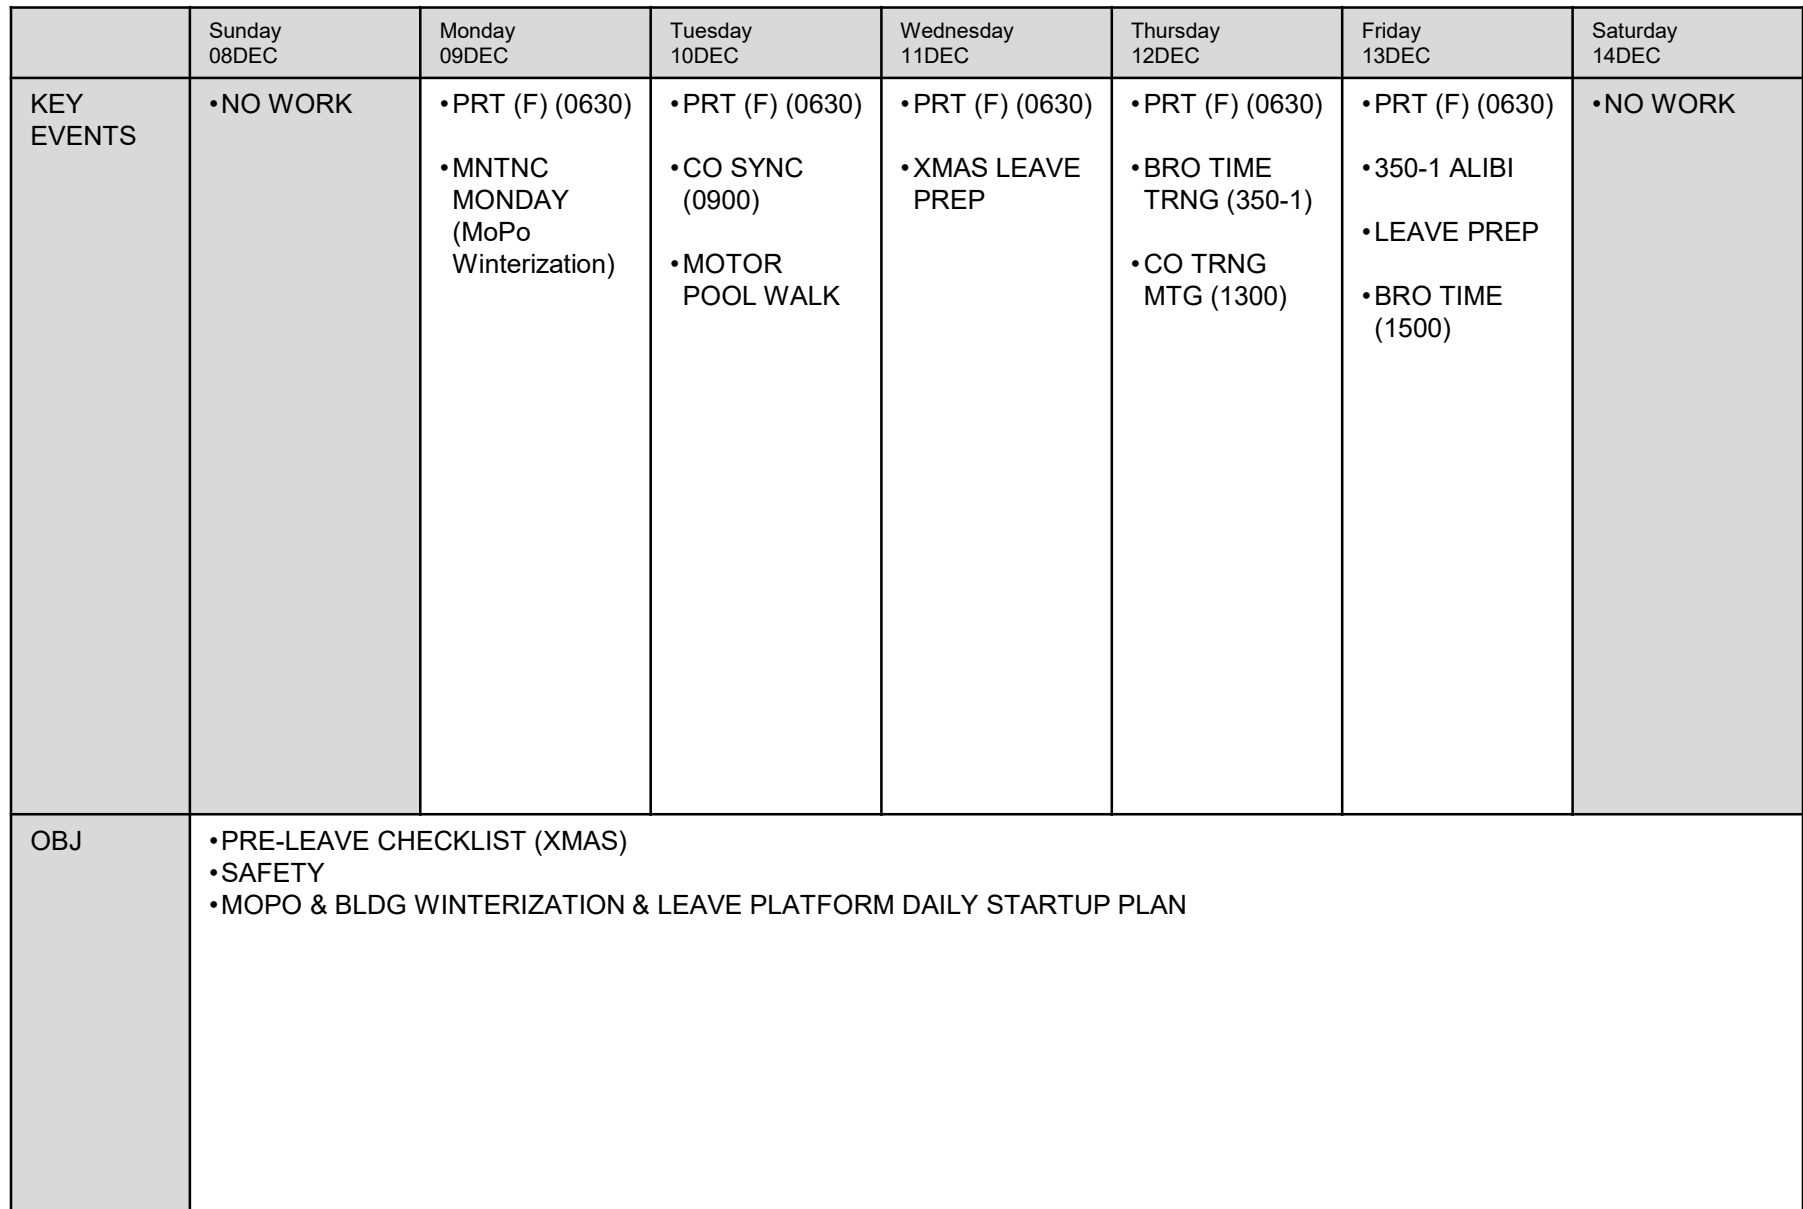 Sunday
08DEC
Monday
09DEC
Tuesday
10DEC
Wednesday
11DEC
Thursday
12DEC
Friday
13DEC
Saturday
14DEC
KEY
EVENTS
•NO WORK
•PRT (F) (0630)
•MNTNC
MONDAY
(MoPo
Winterization)
•PRT (F) (0630)
•CO SYNC
(0900)
•MOTOR
POOL WALK
•PRT (F) (0630)
•XMAS LEAVE
PREP
•PRT (F) (0630)
•BRO TIME
TRNG (350-1)
•CO TRNG
MTG (1300)
•PRT (F) (0630)
•350-1 ALIBI
•LEAVE PREP
•BRO TIME
(1500)
•NO WORK
OBJ
•PRE-LEAVE CHECKLIST (XMAS)
•SAFETY
•MOPO & BLDG WINTERIZATION & LEAVE PLATFORM DAILY STARTUP PLAN